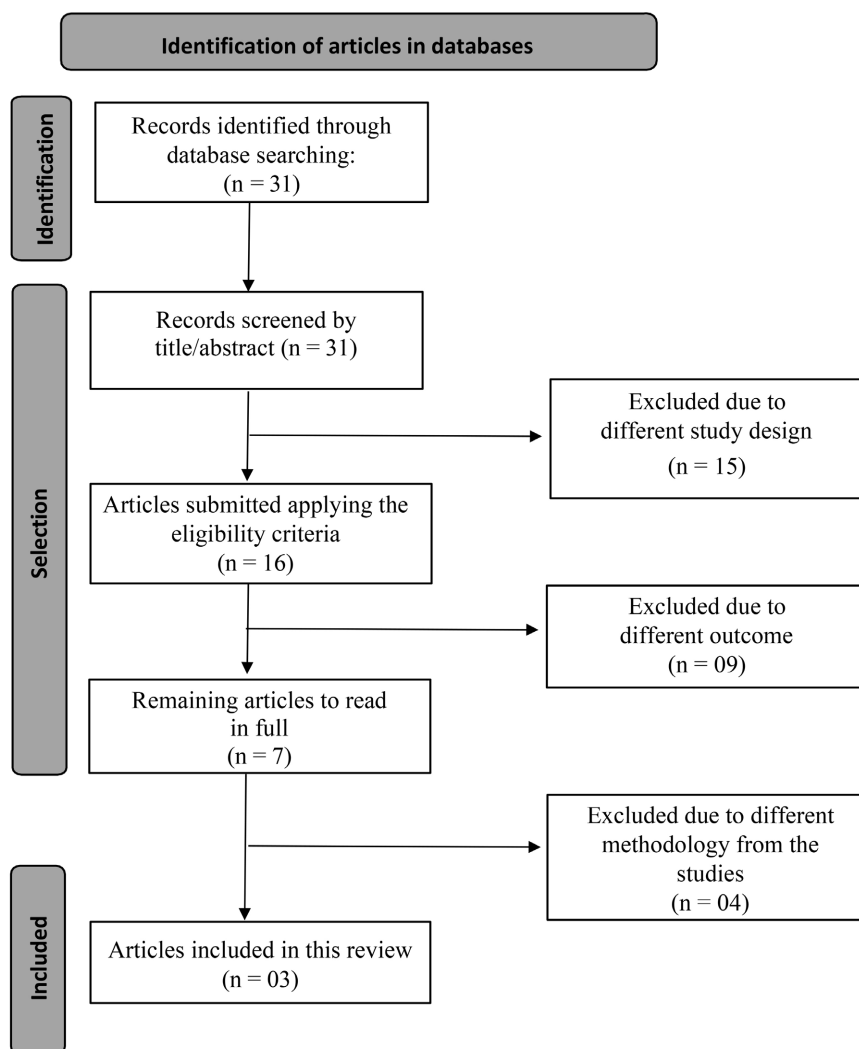 Identification of articles in databases
Identification
Records identified through
database searching:
(n = 31)
Selection
Records screened by
title/abstract (n = 31)
Excluded due to
different study design
(n = 15)
Articles submitted applying the
eligibility criteria
(n = 16)
Excluded due to
different outcome
(n = 09)
Remaining articles to read
in full
(n = 7)
Excluded due to different
methodology from the
studies
(n = 04)
Included
Articles included in this review
(n = 03)